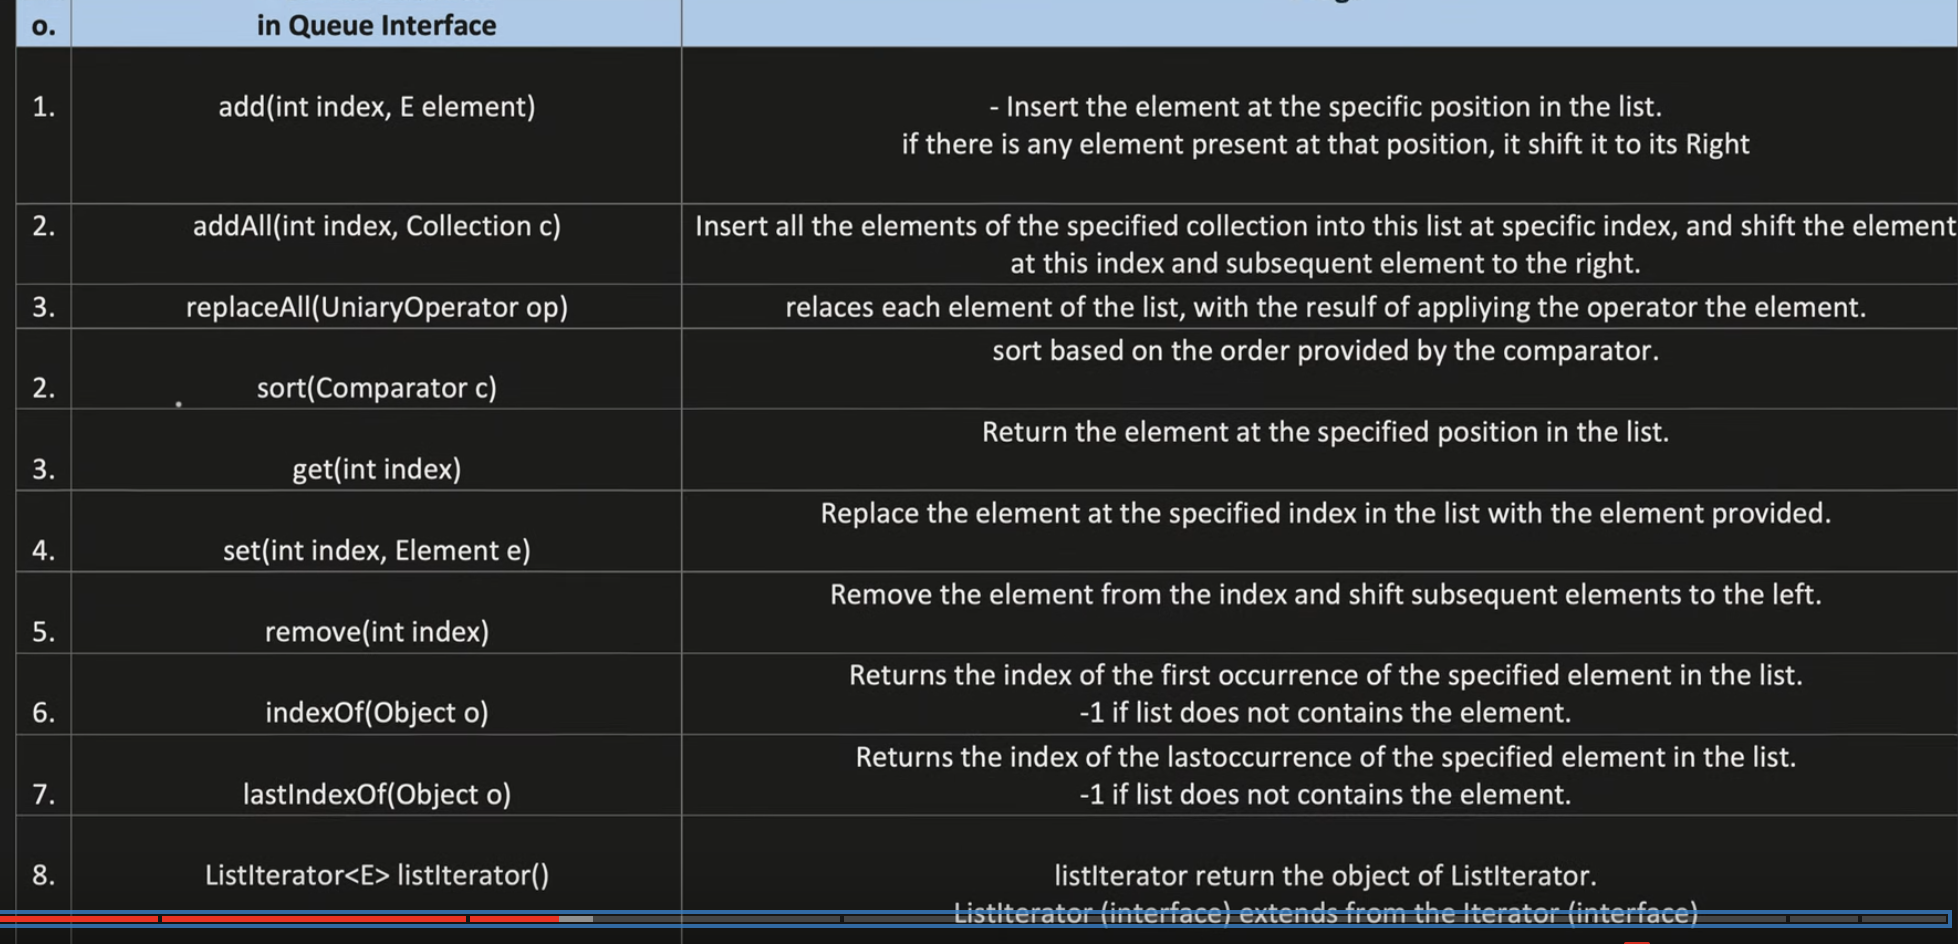 o.
in Queue Interface
1.
add(int index, E element)
- Insert the element at the specific position in the list.
if there is any element present at that position, it shift it to its Right
2.
addAll(int index, Collection c)
Insert all the elements of the specified collection into this list at specific index, and shift the element
at this index and subsequent element to the right.
3.
replaceAll(UniaryOperator op)
relaces each element of the list, with the resulf of appliying the operator the element.
2.
sort(Comparator c)
sort based on the order provided by the comparator.
3.
get(int index)
Return the element at the specified position in the list.
4.
set(int index, Element e)
Replace the element at the specified index in the list with the element provided.
5.
remove(int index)
Remove the element from the index and shift subsequent elements to the left.
6.
indexOf(Object o)
Returns the index of the first occurrence of the specified element in the list.
-1 if list does not contains the element.
7.
lastIndexOf(Object o)
Returns the index of the lastoccurrence of the specified element in the list.
-1 if list does not contains the element.
8.
ListIterator<E> listIterator()
listIterator return the object of ListIterator.
ListIterator (interface) extends from the Iterator (interface)